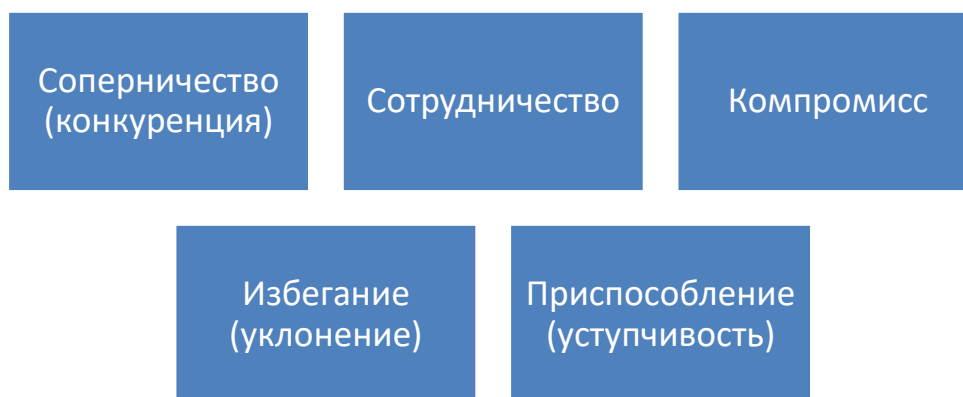 Соперничество
(конкуренция)
Сотрудничество
Компромисс
Избегание
(уклонение)
Приспособление
(уступчивость)